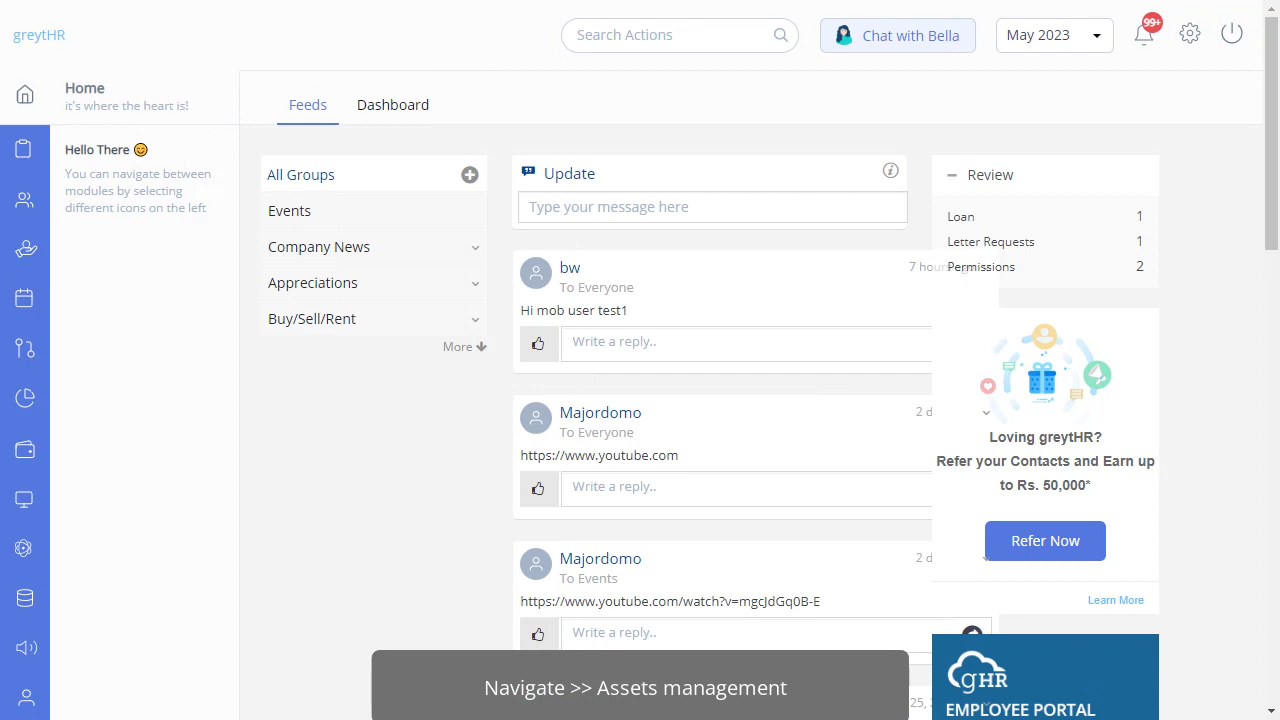 greytHR
Search Actions
Chat with Bella
May 2023
99+
Home
it's where the heart is!
Feeds
Dashboard
Hello There
You can navigate between
modules by selecting
different icons on the left
All Groups
Events
Company News
Appreciations
Buy/Sell/Rent
More
Update
Type your message here
bw
7 hou
To Everyone
Hi mob user test1
Write a reply..
Majordomo
2 d
To Everyone
https://www.youtube.com
Write a reply..
Majordomo
2 d
To Events
https://www.youtube.com/watch?v=mgcJdGq0B-E
Write a reply..
25,
Review
Loan 1
Letter Requests 1
Permissions 2
Loving greytHR?
Refer your Contacts and Earn up
to Rs. 50,000*
Refer Now
Learn More
gHR
EMPLOYEE PORTAL
Navigate >> Assets management